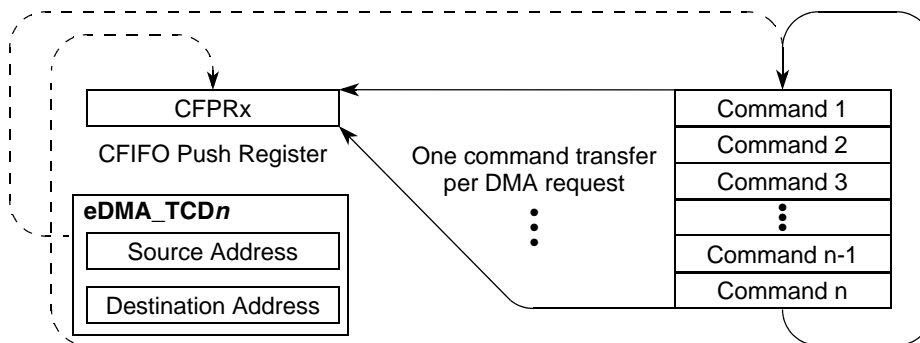 CFPRx
CFIFO Push Register
One command transfer
per DMA request
eDMA_TCDn
Source Address
Destination Address
Command 1
Command 2
Command 3
Command n-1
Command n